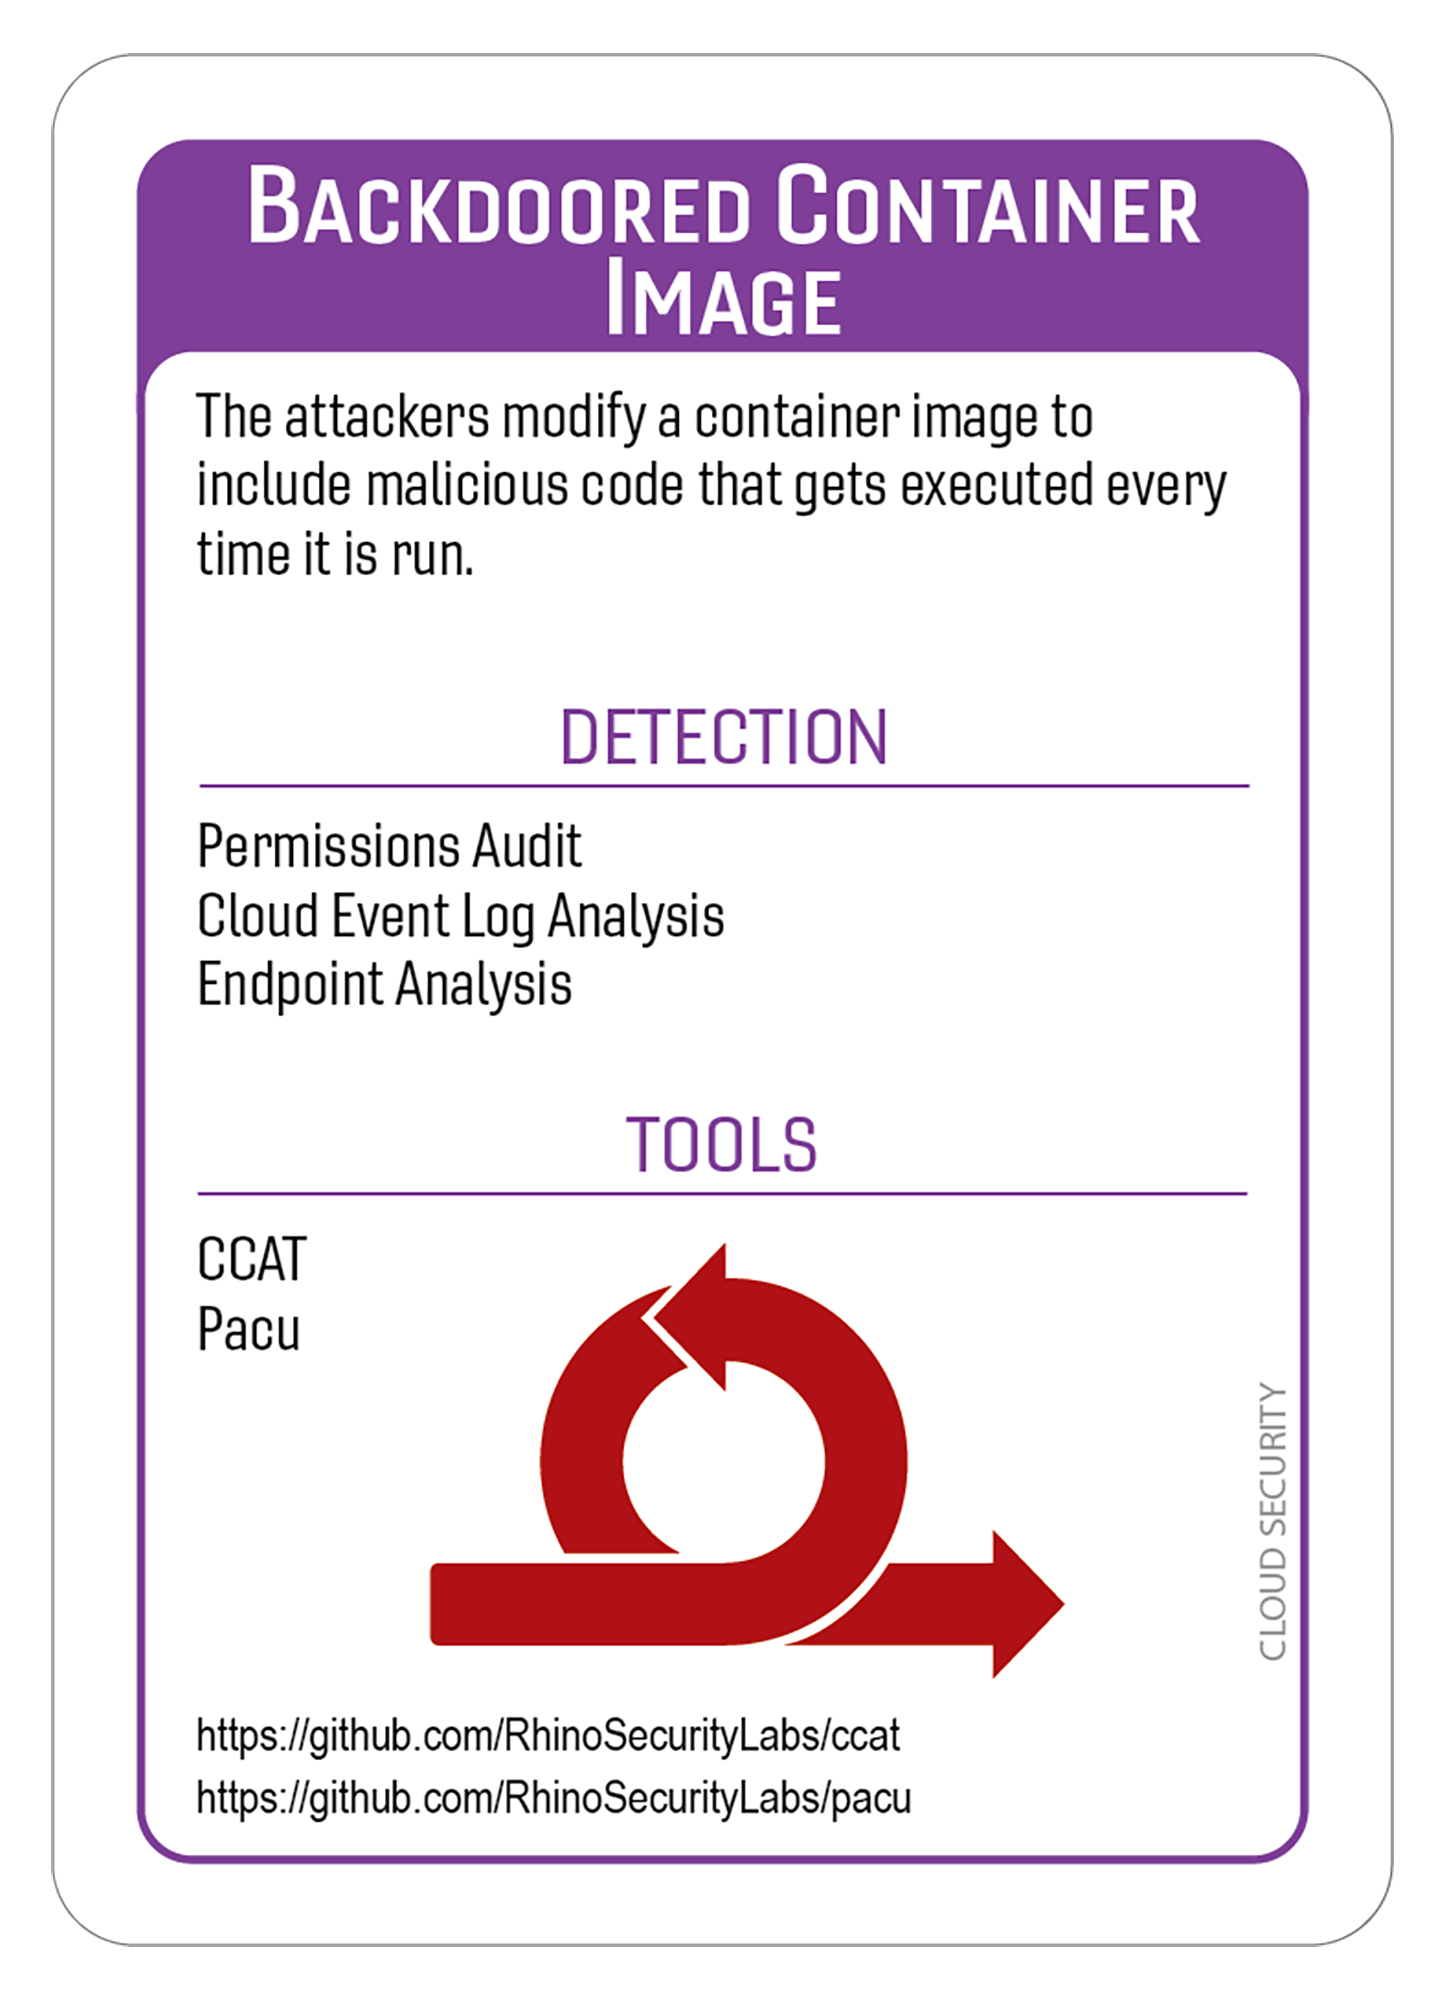 BACKDOORED CONTAINER
IMAGE
The attackers modify a container image to
include malicious code that gets executed every
time it is run.
DETECTION
Permissions Audit
Cloud Event Log Analysis
Endpoint Analysis
TOOLS
CCAT
Pacu
CLOUD SECURITY
https://github.com/RhinoSecurityLabs/ccat
https://github.com/RhinoSecurityLabs/pacu